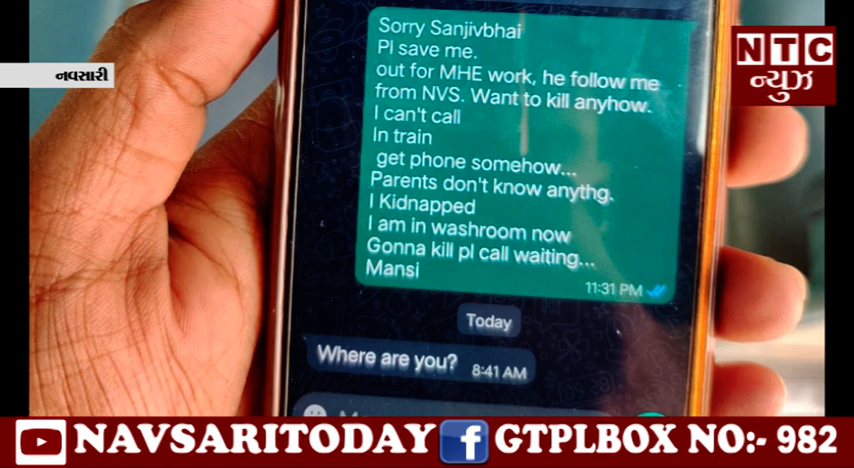 નવસારી
NTC
ન્યુઝ
Sorry Sanjivbhai
Pl save me.
out for MHE work, he follow me
from NVS. Want to kill anyhow.
I can't call
In train
get phone somehow...
Parents don't know anythg.
I Kidnapped
I am in washroom now
Gonna kill pl call waiting...
Mansi
11:31 PM
Today
Where are you? 8:41 AM
NAVSARITODAY f GTPLBOX NO:- 982